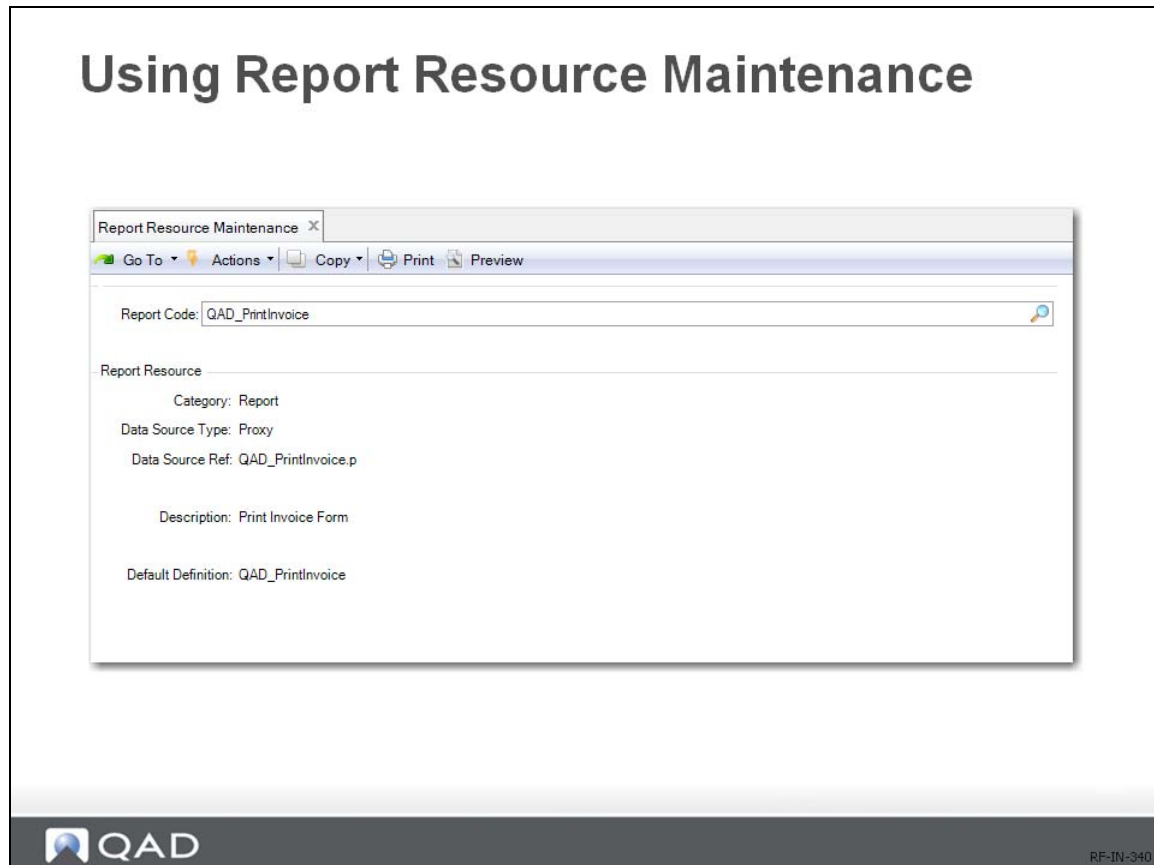 Using Report Resource Maintenance
Report Resource Maintenance X
Go To Actions Copy Print Preview
Report Code: QAD_PrintInvoice
Report Resource
Category: Report
Data Source Type: Proxy
Data Source Ref: QAD_PrintInvoice.p
Description: Print Invoice Form
Default Definition: QAD_PrintInvoice
QAD
RF-IN-340